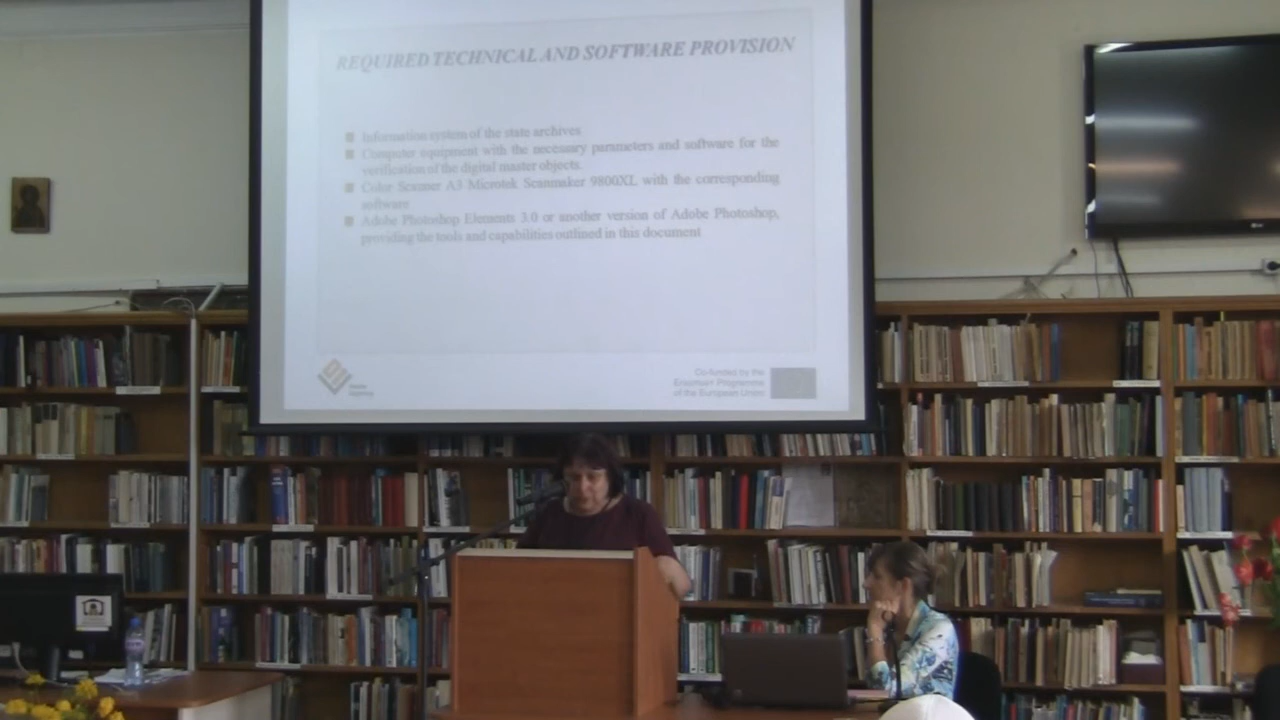 REQUIRED TECHNICAL AND SOFTWARE PROVISION
Information system of the state archives
Computer equipment with the necessary parameters and software for the
verification of the digital master objects.
Color Scanner A3 Microtek Scanmaker 9800XL with the corresponding
software
Adobe Photoshop Elements 3.0 or another version of Adobe Photoshop,
providing the tools and capabilities outlined in this document
Co-funded by the
Erasmus+ Programme
of the European Union